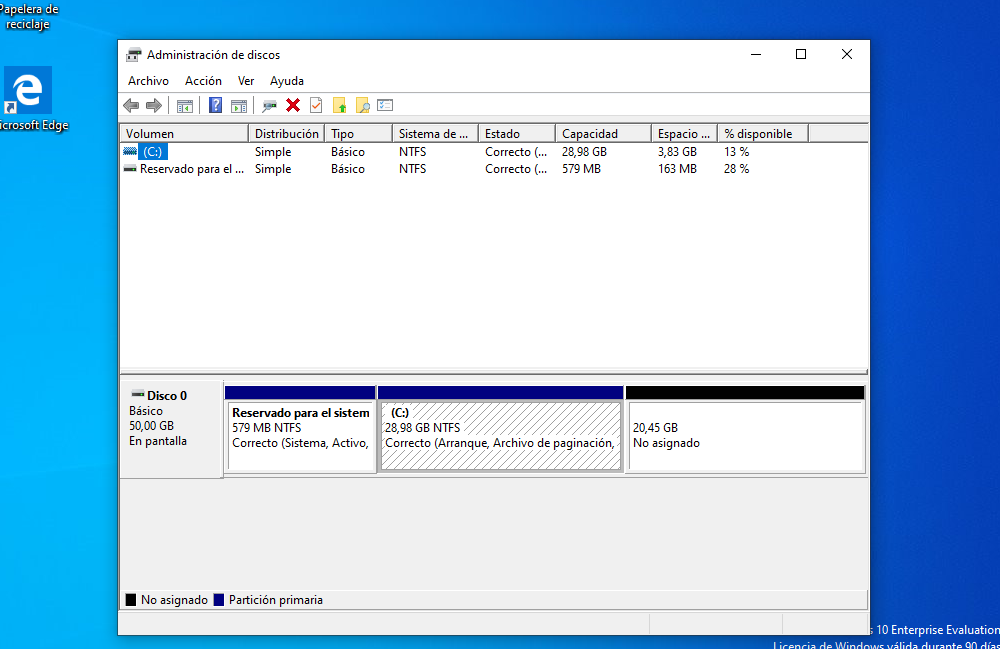 Papelera de
reciclaje
icrosoft Edge
Administración de discos
Archivo Acción Ver Ayuda
Volumen Distribución Tipo Sistema de ... Estado Capacidad Espacio ... % disponible
(C:) Simple Básico NTFS Correcto (... 28,98 GB 3,83 GB 13 %
Reservado para el ... Simple Básico NTFS Correcto (... 579 MB 163 MB 28 %
Disco 0
Básico
50,00 GB
En pantalla
Reservado para el sistem
579 MB NTFS
Correcto (Sistema, Activo,
(C:)
28,98 GB NTFS
Correcto (Arranque, Archivo de paginación,
20,45 GB
No asignado
No asignado Partición primaria
s 10 Enterprise Evaluation
Licencia de Windows válida durante 90 días